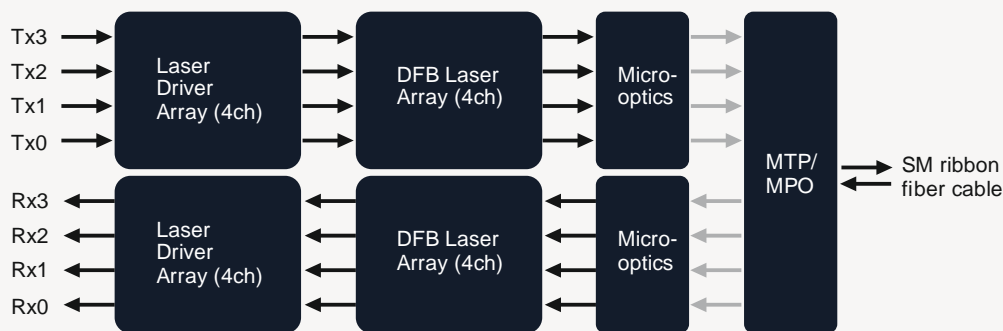 Tx3
Tx2
Tx1
Tx0
Laser
Driver
Array (4ch)
DFB Laser
Array (4ch)
Micro-
optics
MTP/
MPO
SM ribbon
fiber cable
Rx3
Rx2
Rx1
Rx0
Laser
Driver
Array (4ch)
DFB Laser
Array (4ch)
Micro-
optics